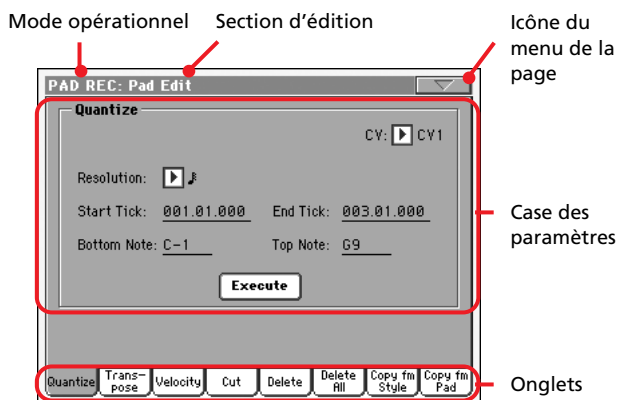 Mode opérationnel
Section d'édition
Icône du
menu de la
page
PAD REC: Pad Edit
Quantize
CV: CV1
Resolution:
Start Tick: 001.01.000 End Tick: 003.01.000
Bottom Note: C-1 Top Note: G9
Execute
Case des
paramètres
Quantize
Trans-
pose
Velocity
Cut
Delete
Delete
All
Copy fm
Style
Copy fm
Pad
Onglets